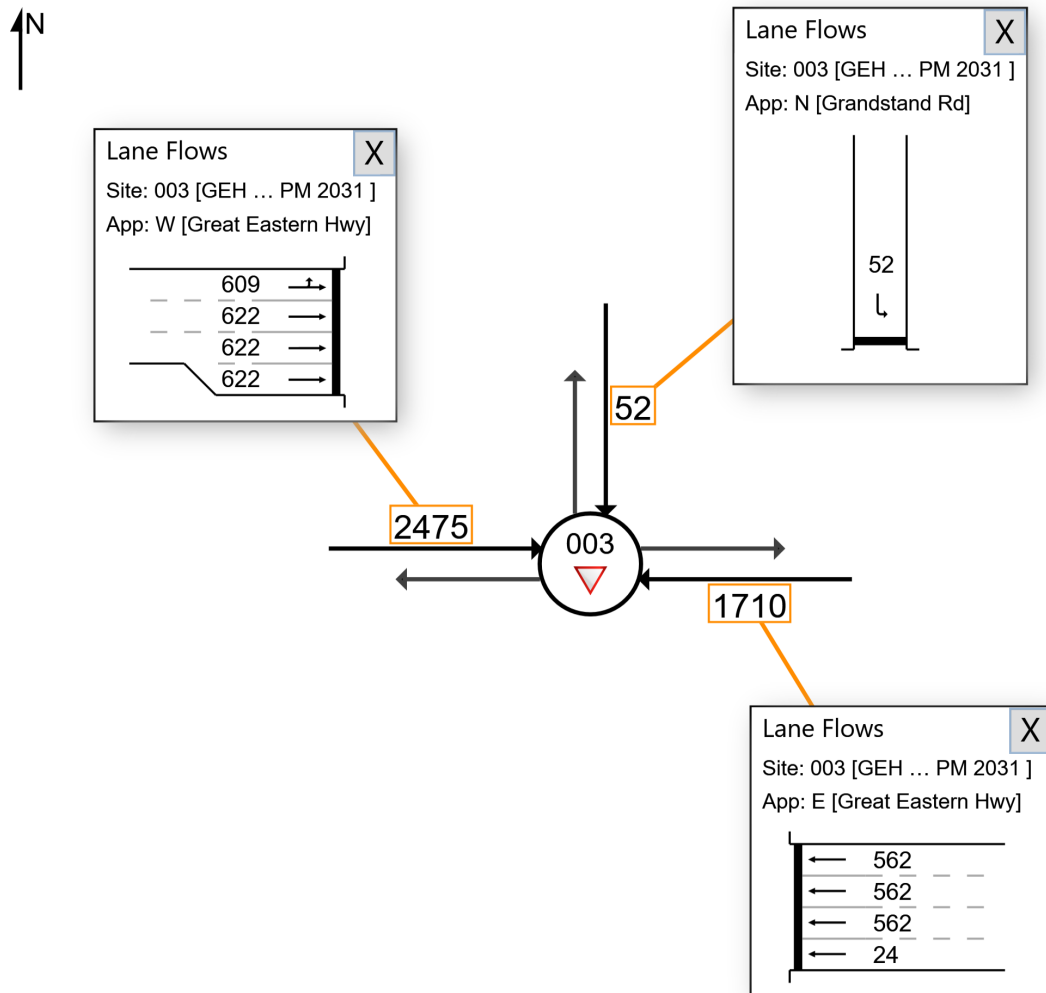 N
Lane Flows X
Site: 003 [GEH ... PM 2031 ]
App: N [Grandstand Rd]
52
Lane Flows X
Site: 003 [GEH ... PM 2031 ]
App: W [Great Eastern Hwy]
609
622
622
622
52
2475
003
1710
Lane Flows X
Site: 003 [GEH ... PM 2031 ]
App: E [Great Eastern Hwy]
562
562
562
24